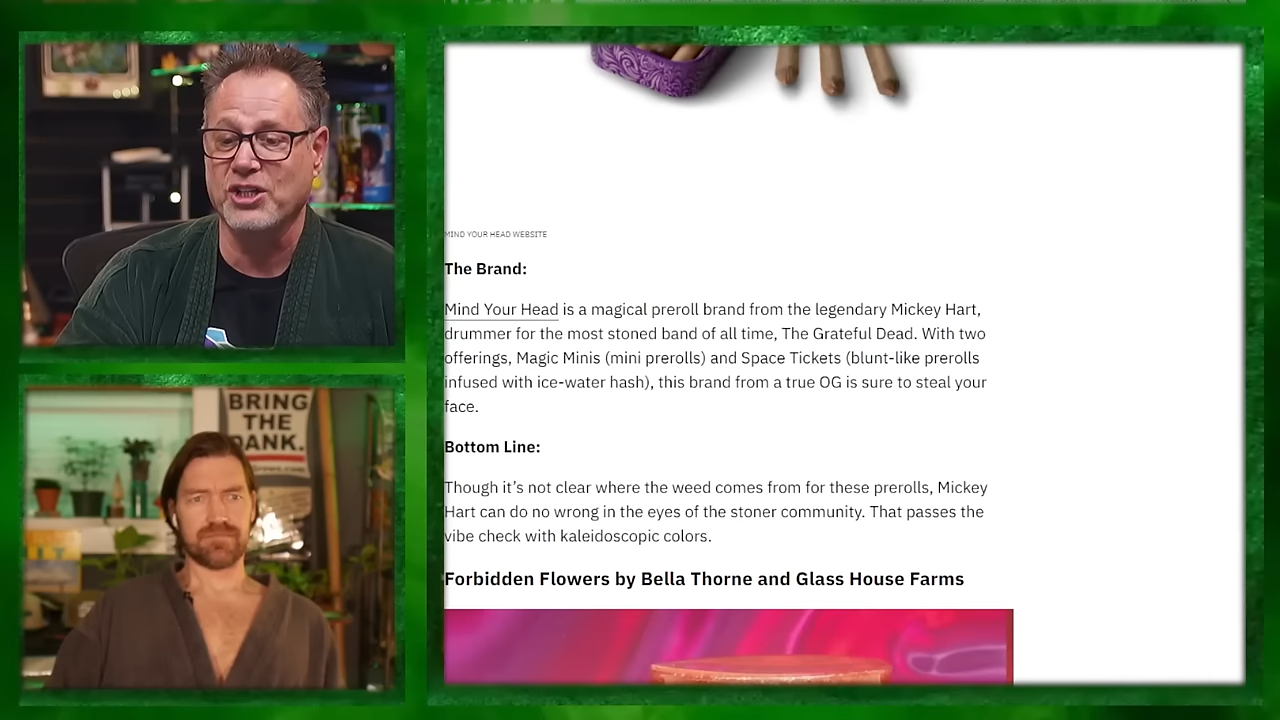 BRING
THE
DANK.
MIND YOUR HEAD WEBSITE
The Brand:
Mind Your Head is a magical preroll brand from the legendary Mickey Hart,
drummer for the most stoned band of all time, The Grateful Dead. With two
offerings, Magic Minis (mini prerolls) and Space Tickets (blunt-like prerolls
infused with ice-water hash), this brand from a true OG is sure to steal your
face.
Bottom Line:
Though it’s not clear where the weed comes from for these prerolls, Mickey
Hart can do no wrong in the eyes of the stoner community. That passes the
vibe check with kaleidoscopic colors.
Forbidden Flowers by Bella Thorne and Glass House Farms